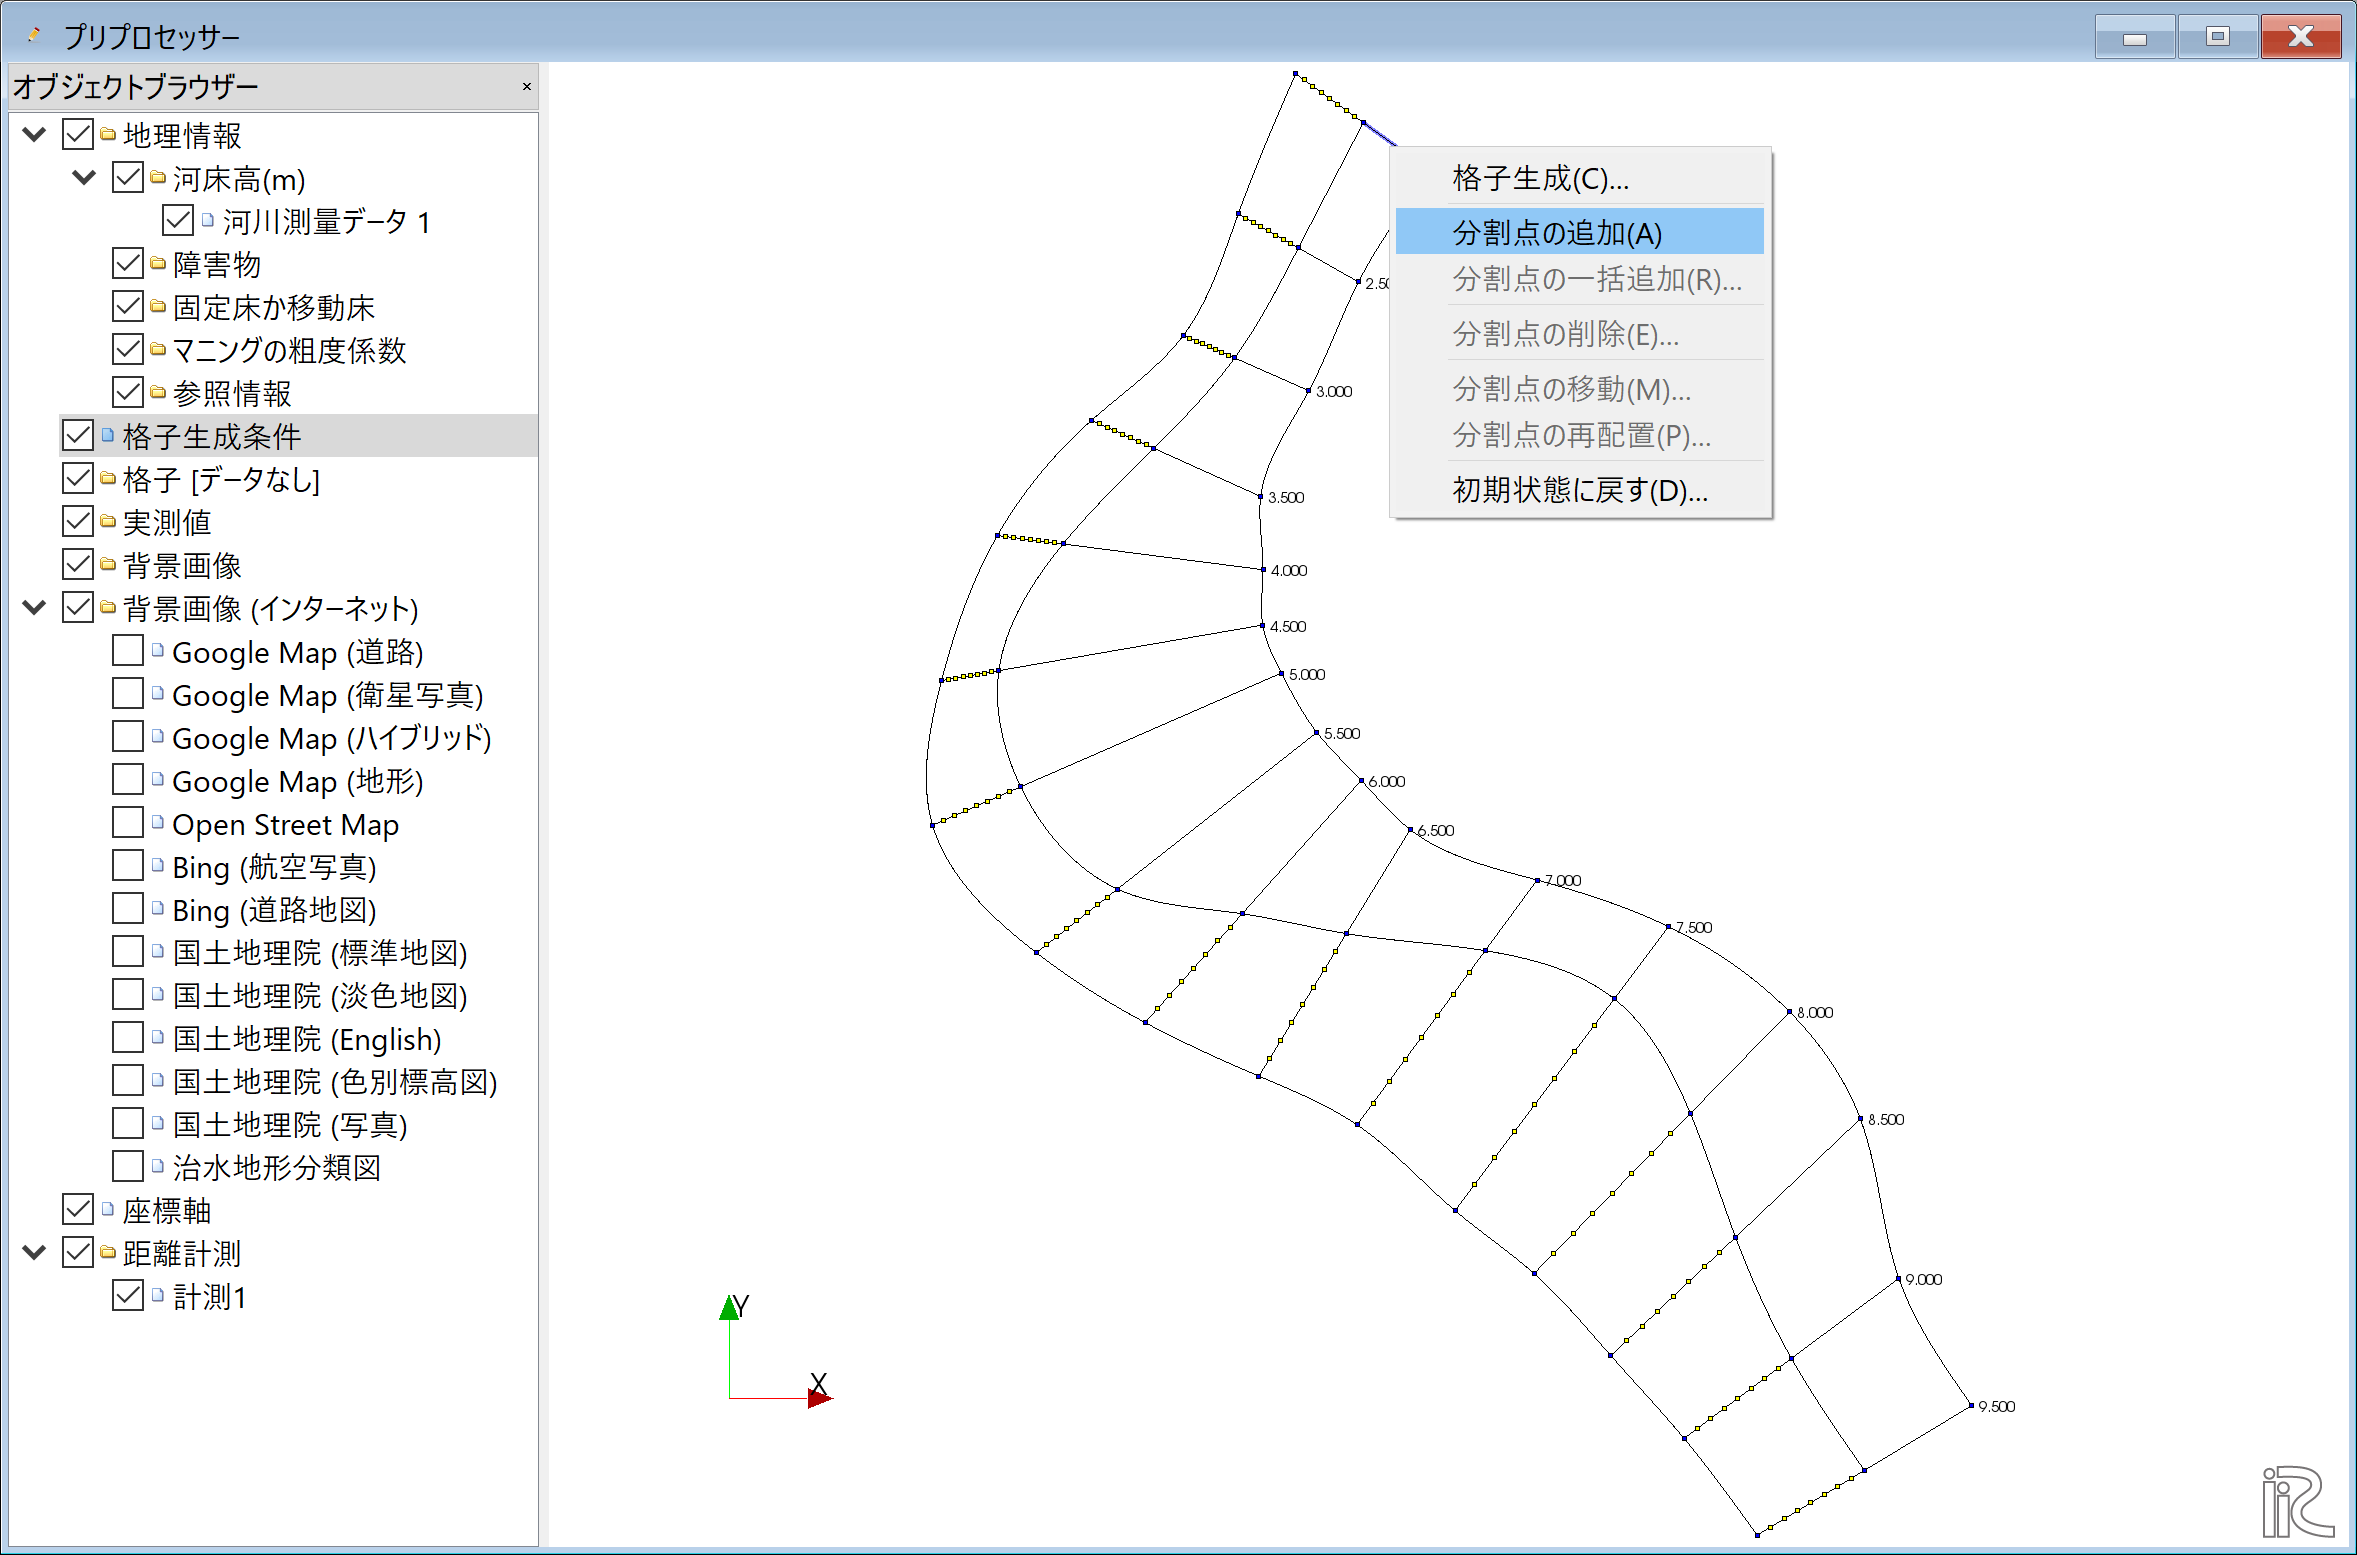 プリプロセッサー
オブジェクトブラウザー
地理情報
河床高(m)
河川測量データ 1
障害物
固定床か移動床
マニングの粗度係数
参照情報
格子生成条件
格子 [データなし]
実測値
背景画像
背景画像 (インターネット)
Google Map (道路)
Google Map (衛星写真)
Google Map (ハイブリッド)
Google Map (地形)
Open Street Map
Bing (航空写真)
Bing (道路地図)
国土地理院 (標準地図)
国土地理院 (淡色地図)
国土地理院 (English)
国土地理院 (色別標高図)
国土地理院 (写真)
治水地形分類図
座標軸
距離計測
計測1
格子生成(C)...
分割点の追加(A)
分割点の一括追加(R)...
分割点の削除(E)...
分割点の移動(M)...
分割点の再配置(P)...
初期状態に戻す(D)...
2.50
3.000
3.500
4.000
4.500
5.000
5.500
6.000
6.500
7.000
7.500
8.000
8.500
9.000
9.500
Y
X
iRiC